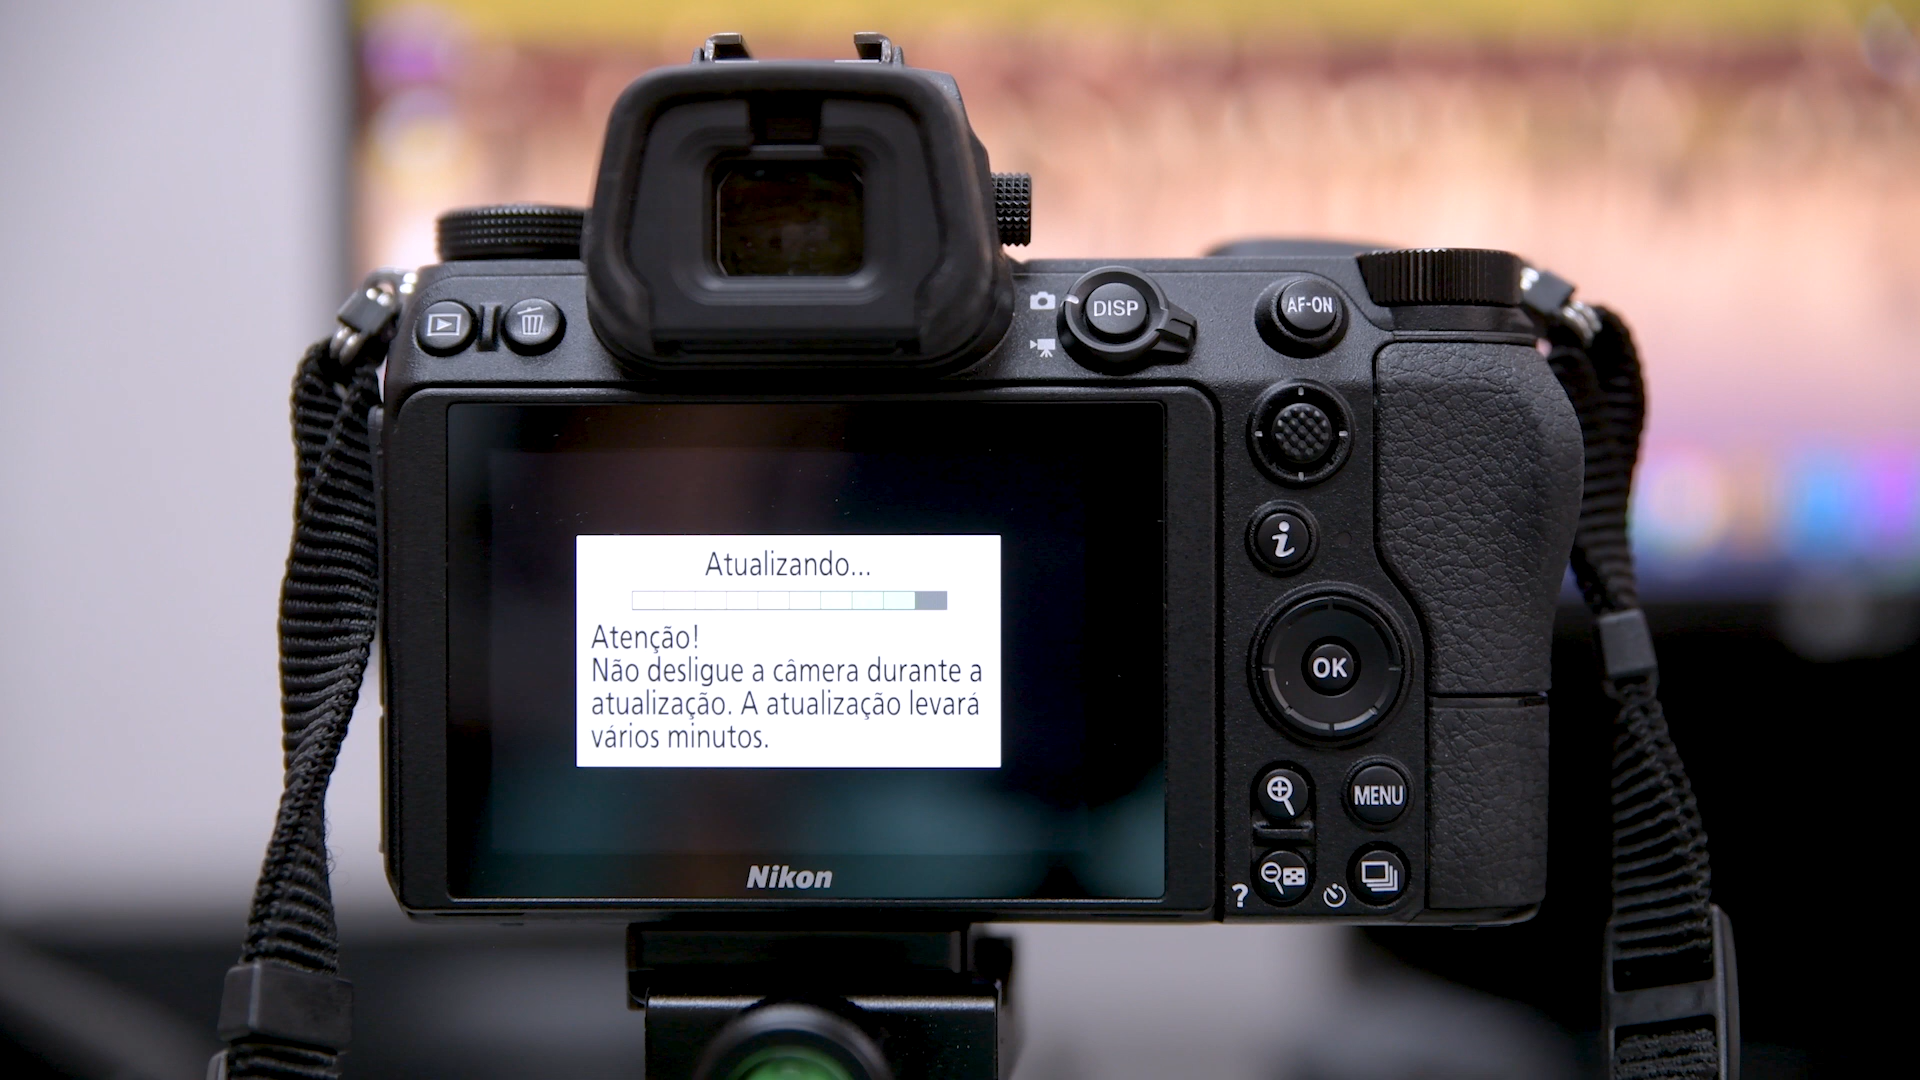 DISP
AF-ON
Atualizando...
Atenção!
Não desligue a câmera durante a
atualização. A atualização levará
vários minutos.
i
OK
MENU
Nikon
?